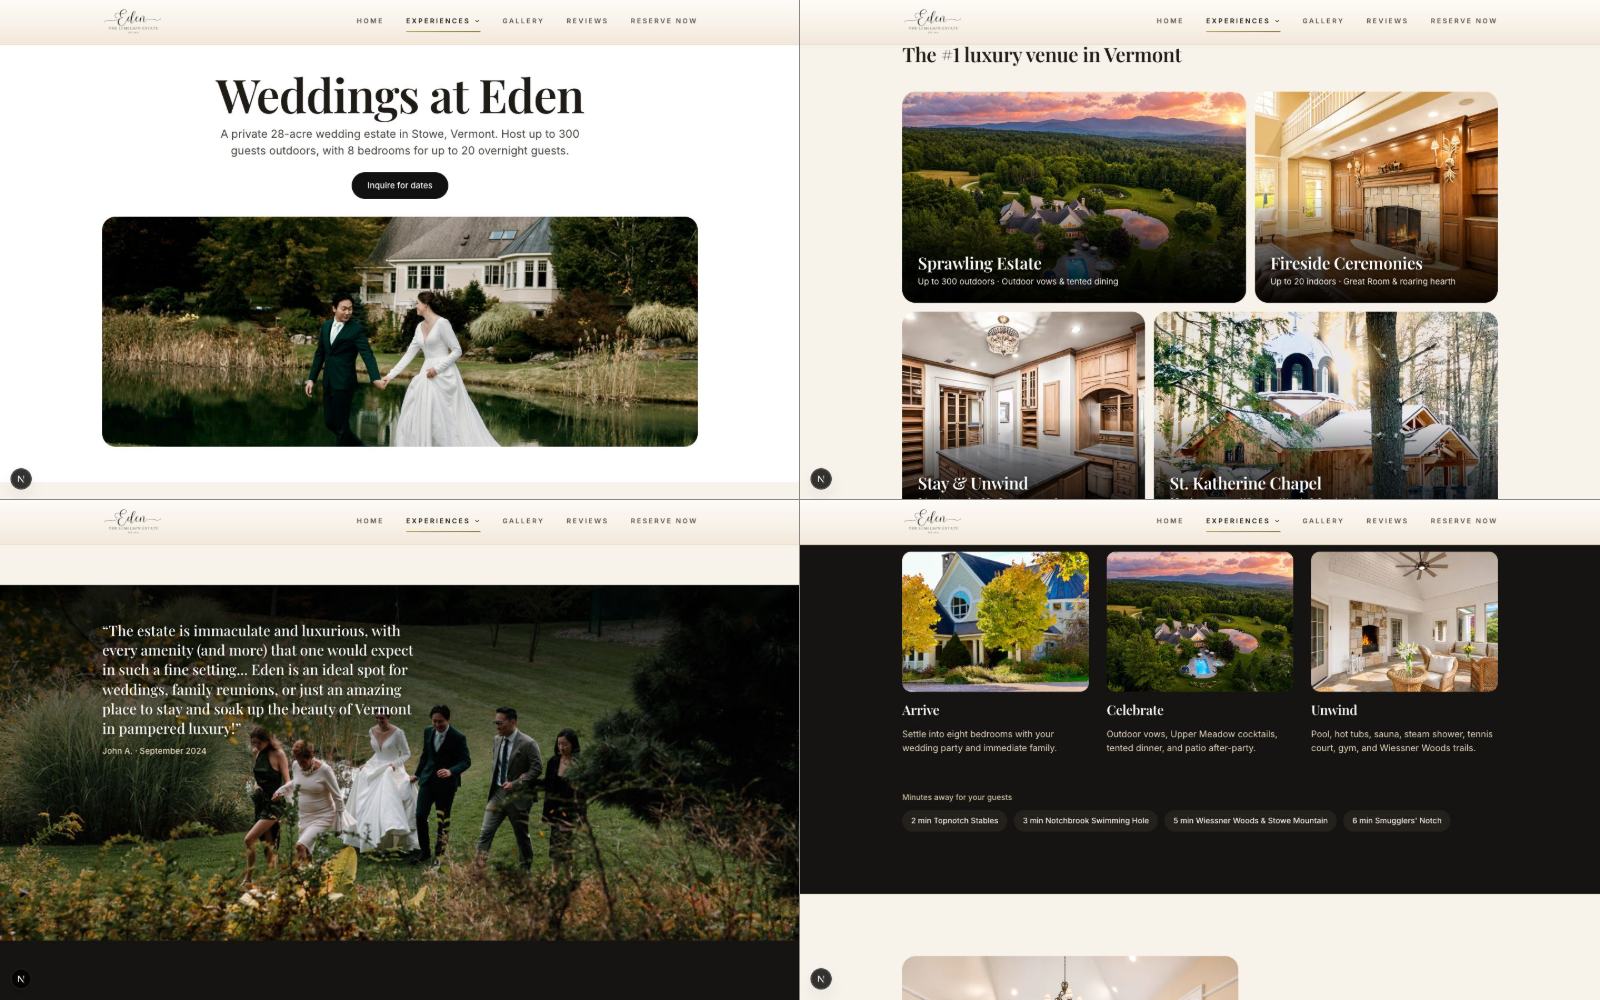 Eden
HOME
EXPERIENCES
GALLERY
REVIEWS
RESERVE NOW
Weddings at Eden
A private 28-acre wedding estate in Stowe, Vermont. Host up to 300
guests outdoors, with 8 bedrooms for up to 20 overnight guests.
Inquire for dates
N
Eden
HOME
EXPERIENCES
GALLERY
REVIEWS
RESERVE NOW
The #1 luxury venue in Vermont
Sprawling Estate
Up to 300 outdoors · Outdoor vows & tented dining
Fireside Ceremonies
Up to 20 indoors · Great Room & roaring hearth
Stay & Unwind
St. Katherine Chapel
N
Eden
HOME
EXPERIENCES
GALLERY
REVIEWS
RESERVE NOW
“The estate is immaculate and luxurious, with
every amenity (and more) that one would expect
in such a fine setting... Eden is an ideal spot for
weddings, family reunions, or just an amazing
place to stay and soak up the beauty of Vermont
in pampered luxury!”
John A. · September 2024
N
Eden
HOME
EXPERIENCES
GALLERY
REVIEWS
RESERVE NOW
Arrive
Settle into eight bedrooms with your
wedding party and immediate family.
Celebrate
Outdoor vows, Upper Meadow cocktails,
tented dinner, and patio after-party.
Unwind
Pool, hot tubs, sauna, steam shower, tennis
court, gym, and Wiessner Woods trails.
Minutes away for your guests
2 min Topnotch Stables
3 min Notchbrook Swimming Hole
5 min Wiessner Woods & Stowe Mountain
6 min Smugglers' Notch
N